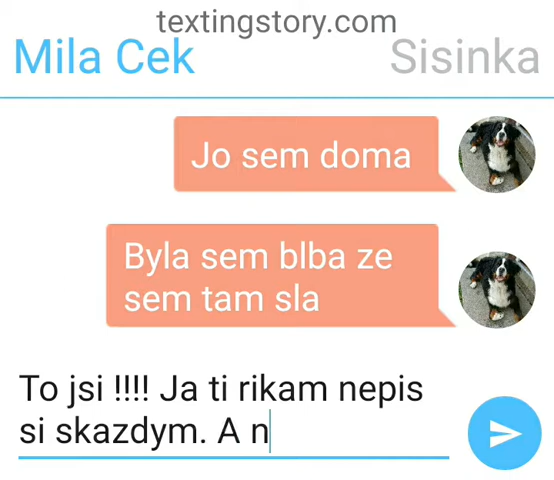 textingstory.com
Mila Cek
Sisinka
Jo sem doma
Byla sem blba ze
sem tam sla
To jsi !!!! Ja ti rikam nepis
si skazdym. A n